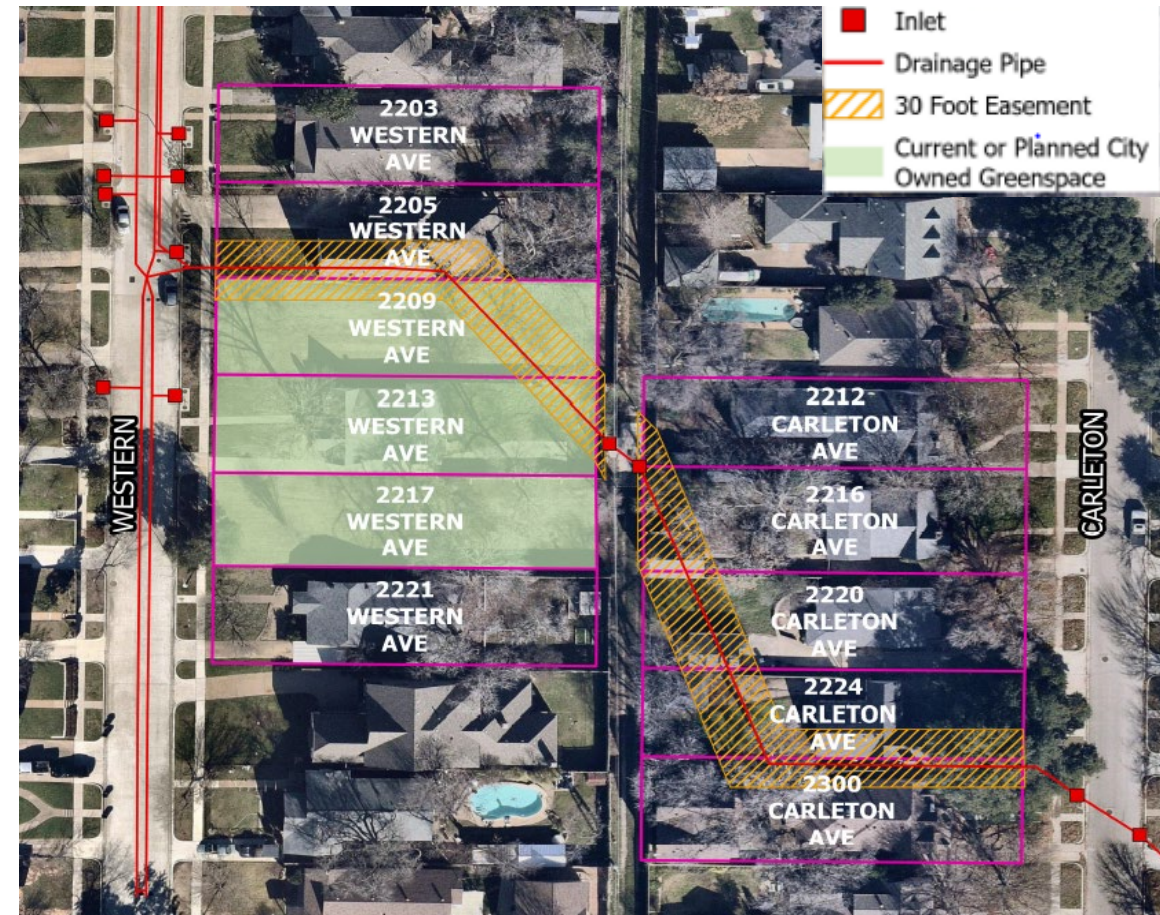 Inlet
Drainage Pipe
30 Foot Easement
Current or Planned City
Owned Greenspace
2203
WESTERN
AVE
2205
WESTERN
AVE
2209
WESTERN
AVE
2213
WESTERN
AVE
2217
WESTERN
AVE
2221
WESTERN
AVE
WESTERN
2212
CARLETON
AVE
2216
CARLETON
AVE
2220
CARLETON
AVE
2224
CARLETON
AVE
2300
CARLETON
AVE
CARLETON